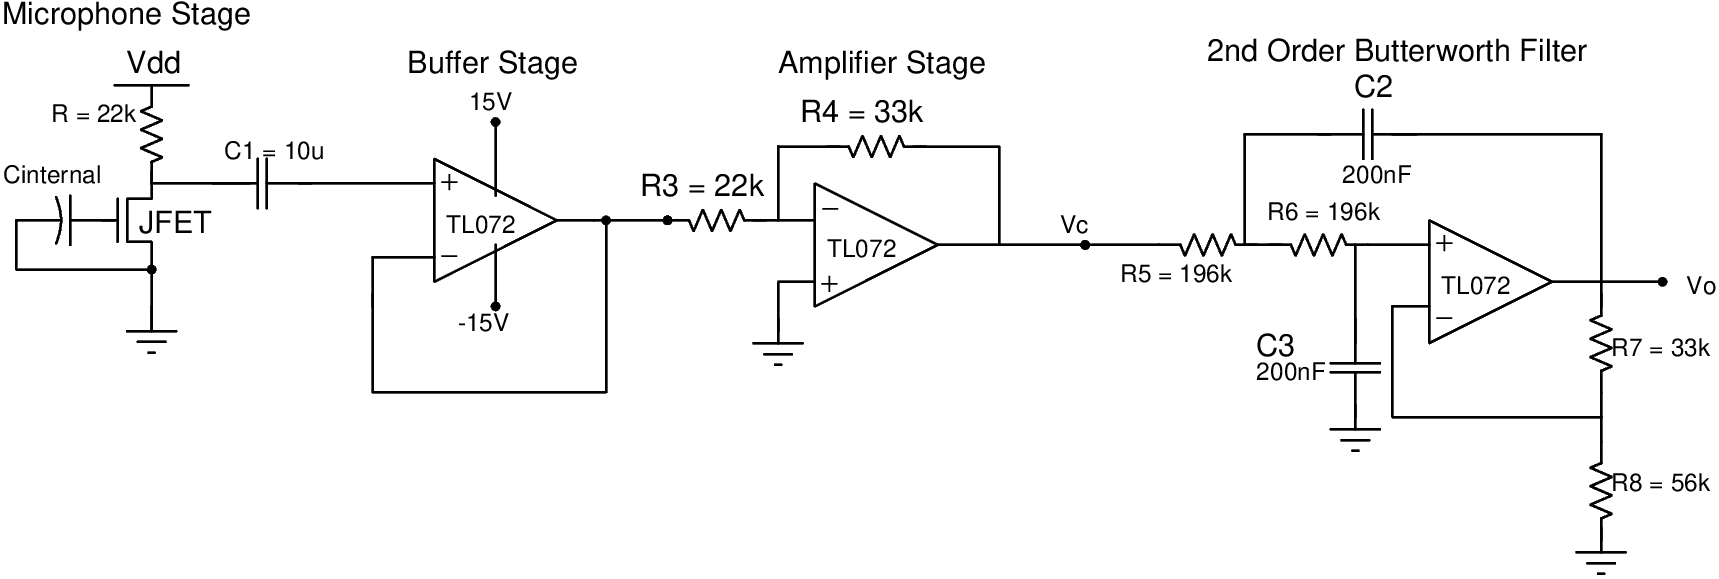 Microphone Stage
Vdd
R = 22k
C1 = 10u
Cinternal
JFET
Buffer Stage
15V
+
TL072
−
-15V
Amplifier Stage
R4 = 33k
R3 = 22k
−
TL072
+
Vc
2nd Order Butterworth Filter
C2
200nF
R6 = 196k
R5 = 196k
+
TL072
−
Vo
C3
200nF
R7 = 33k
R8 = 56k